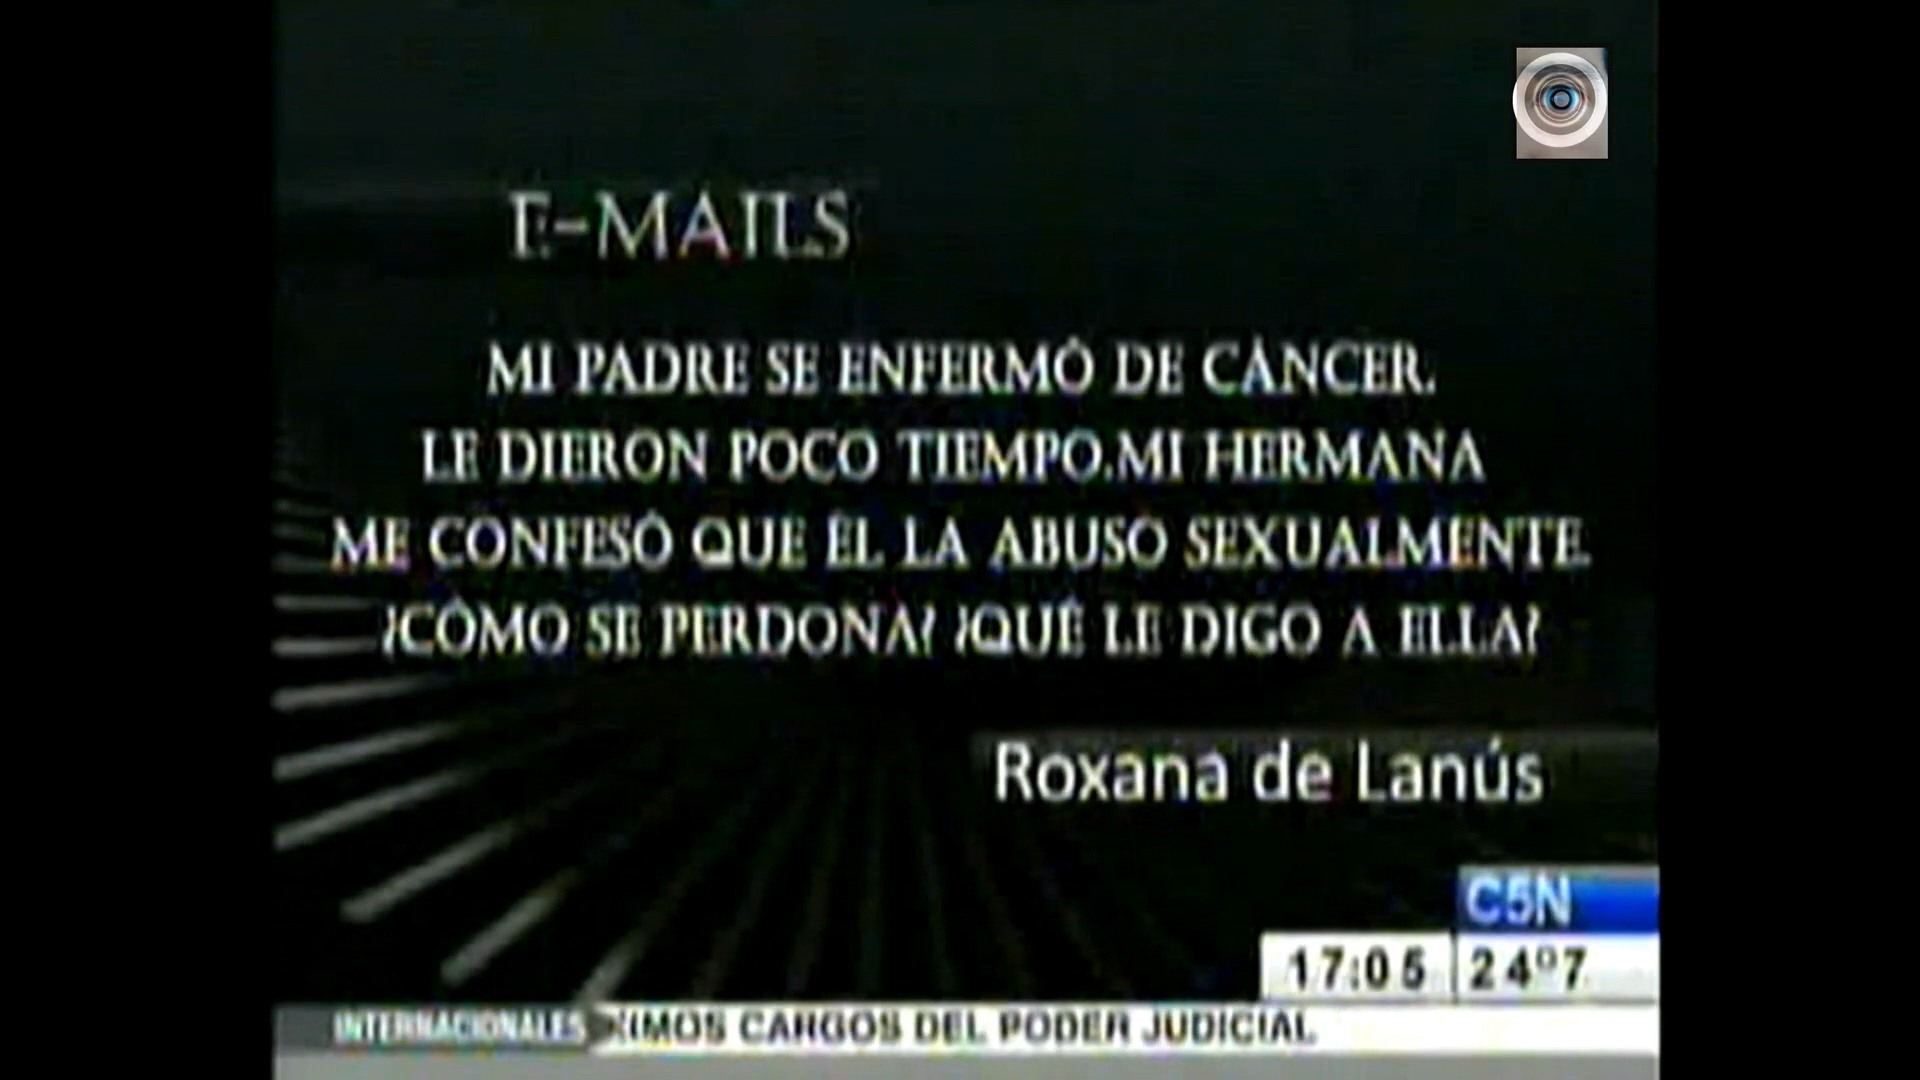 E-MAILS
MI PADRE SE ENFERMÓ DE CÁNCER.
LE DIERON POCO TIEMPO.MI HERMANA
ME CONFESÓ QUE ÉL LA ABUSÓ SEXUALMENTE.
¿CÓMO SE PERDONA? ¿QUÉ LE DIGO A ELLA?
Roxana de Lanús
C5N
17:05 24º7
INTERNACIONALES XIMOS CARGOS DEL PODER JUDICIAL